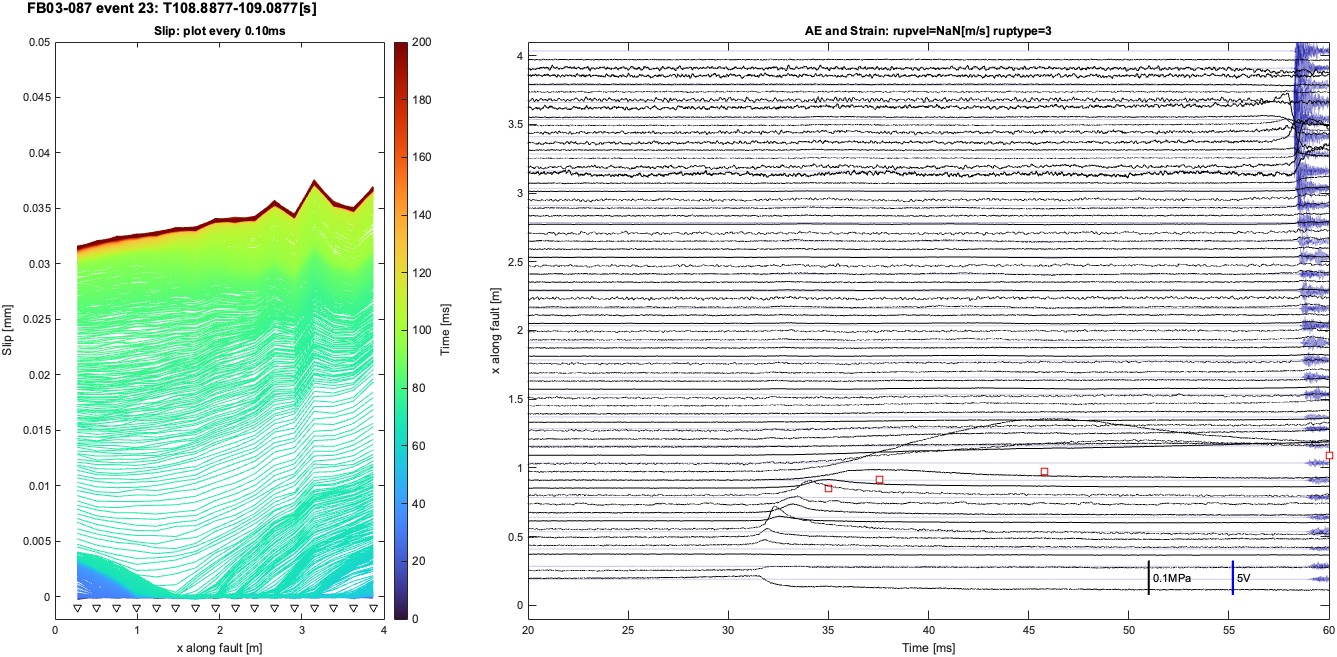 FB03-087 event 23: T108.8877-109.0877[s]
Slip: plot every 0.10ms
AE and Strain: rupvel=NaN[m/s] ruptype=3
0.05
0.045
0.04
0.035
0.03
0.025
0.02
0.015
0.01
0.005
0
Slip [mm]
0 1 2 3 4
x along fault [m]
200
180
160
140
120
100
80
60
40
20
0
Time [ms]
4
3.5
3
2.5
2
1.5
1
0.5
0
x along fault [m]
0.1MPa
5V
20 25 30 35 40 45 50 55 60
Time [ms]